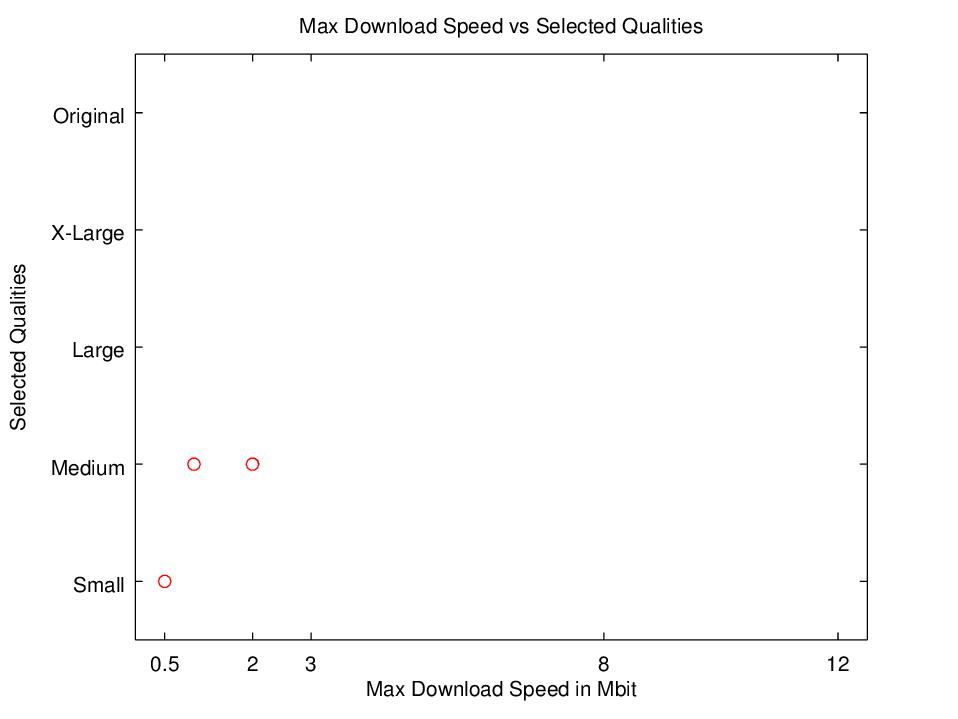 Max Download Speed vs Selected Qualities
Original
X-Large
Large
Medium
Small
Selected Qualities
0.5 2 3 8 12
Max Download Speed in Mbit